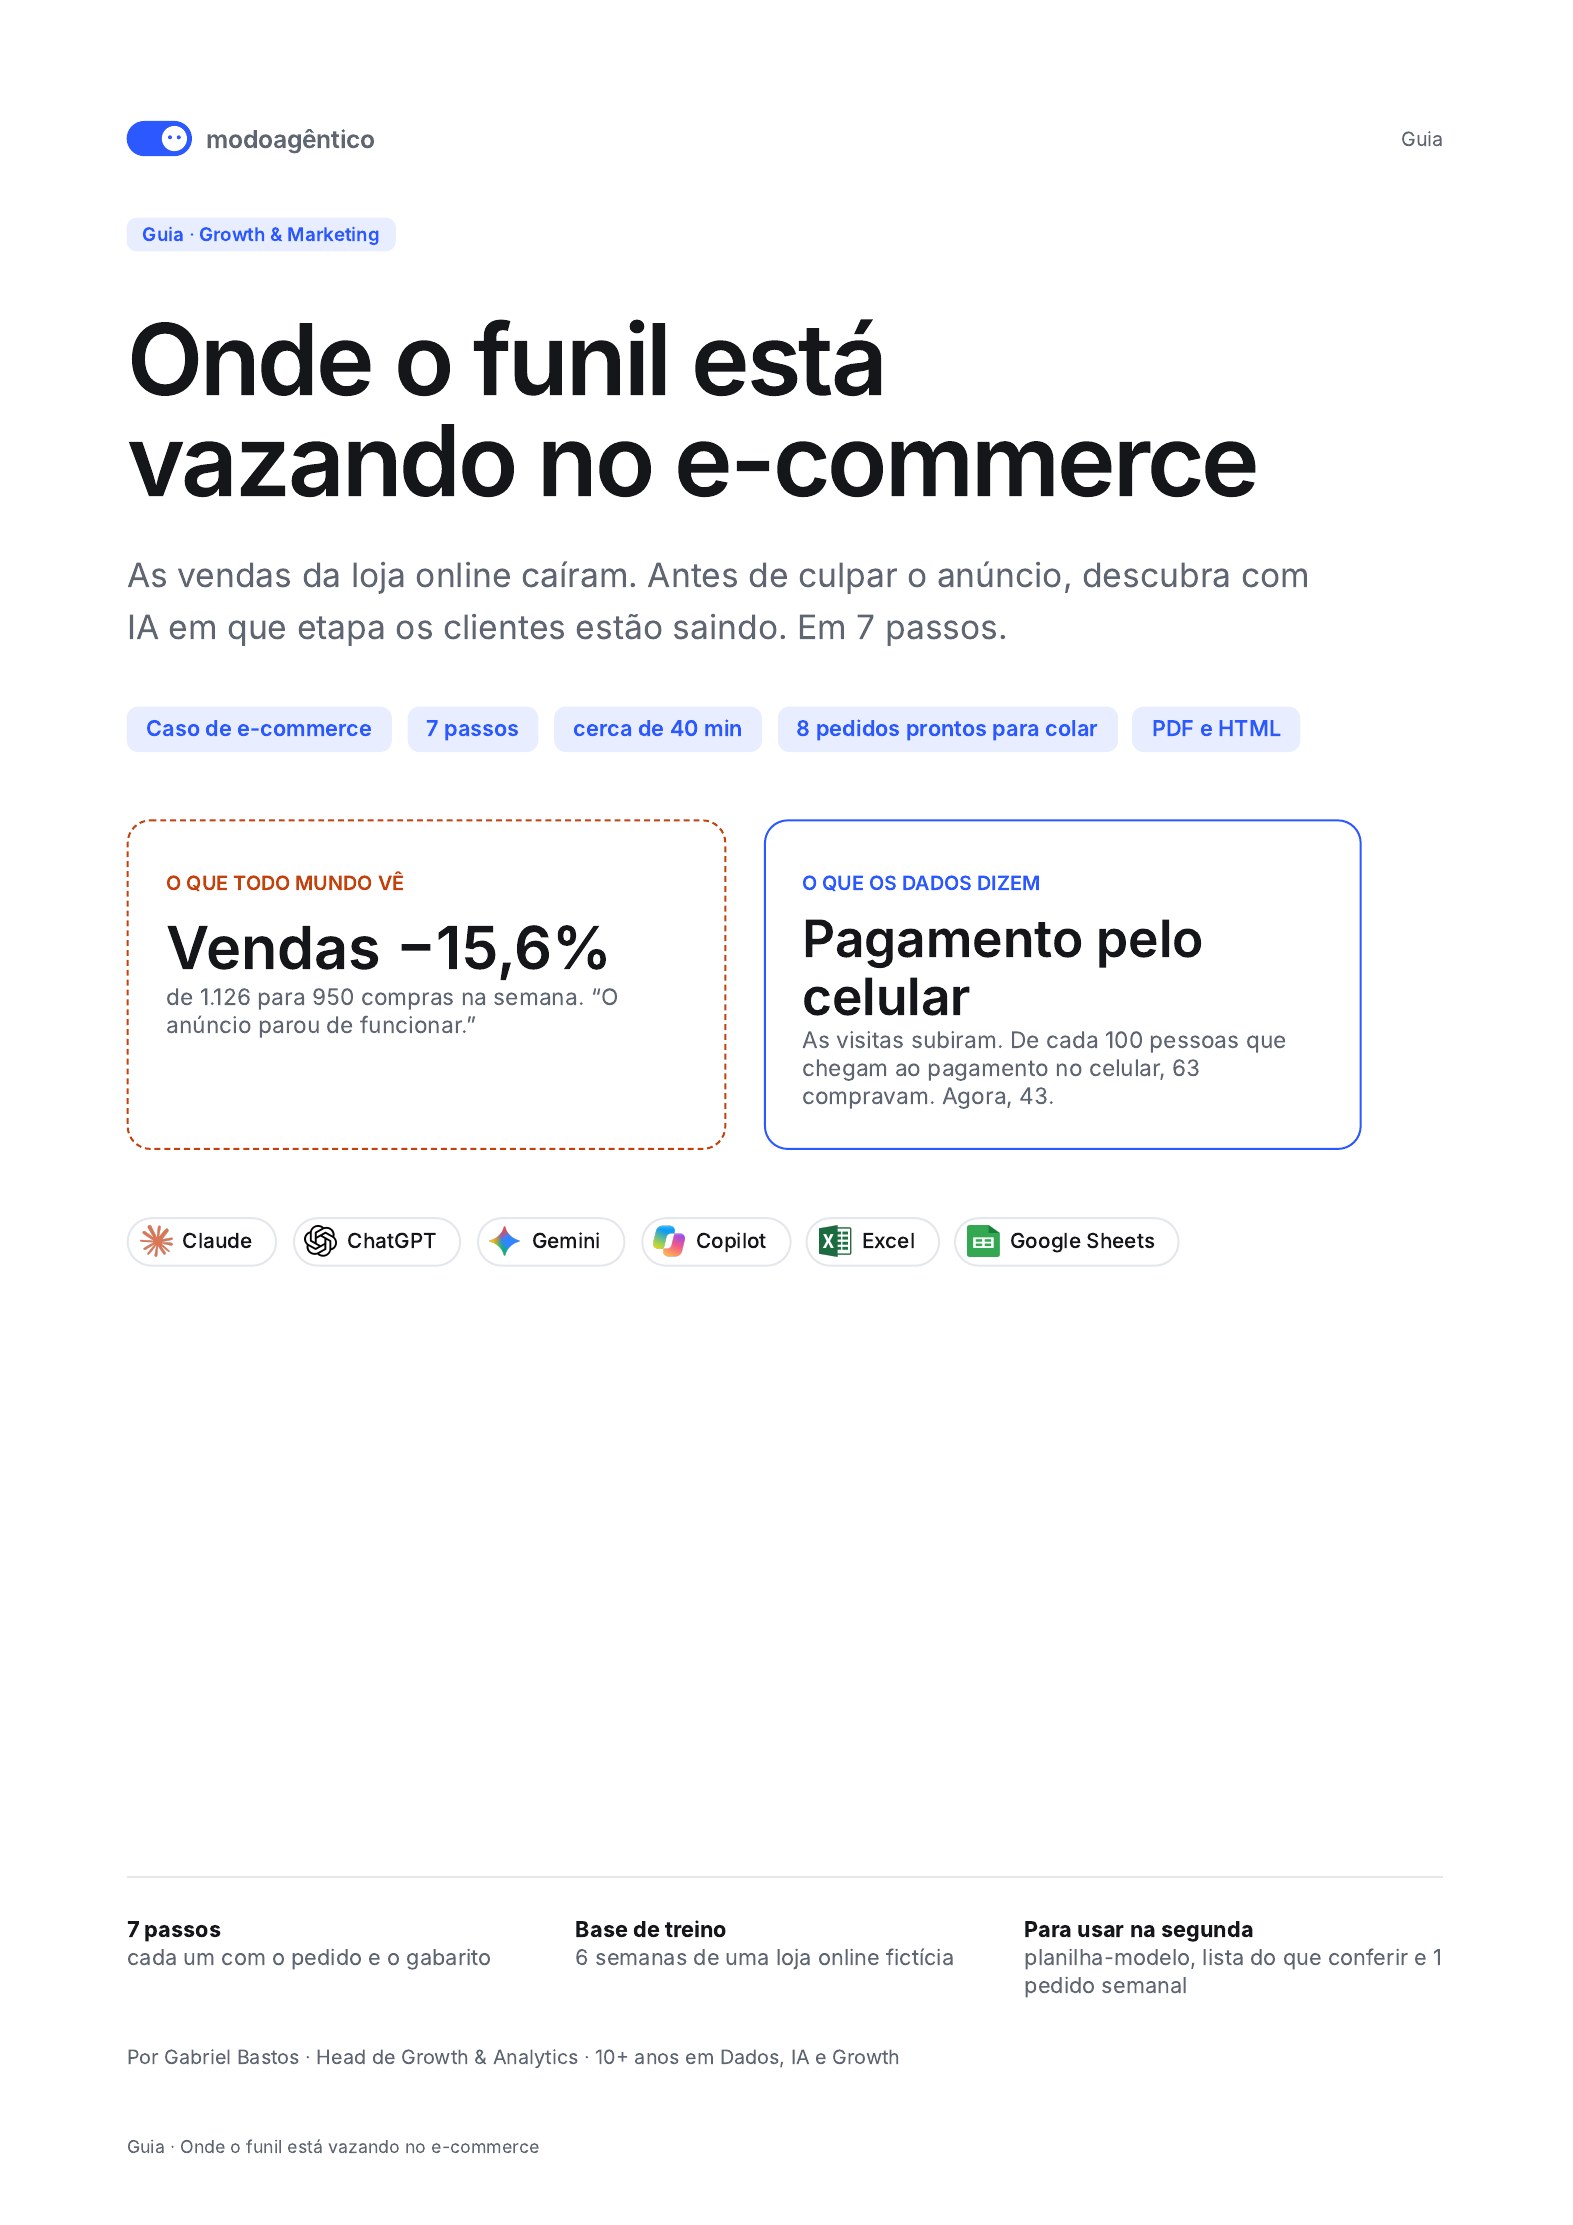 modoagêntico
Guia
Guia · Growth & Marketing
Onde o funil está
vazando no e-commerce
As vendas da loja online caíram. Antes de culpar o anúncio, descubra com
IA em que etapa os clientes estão saindo. Em 7 passos.
Caso de e-commerce
7 passos
cerca de 40 min
8 pedidos prontos para colar
PDF e HTML
O QUE TODO MUNDO VÊ
Vendas −15,6%
de 1.126 para 950 compras na semana. “O
anúncio parou de funcionar.”
O QUE OS DADOS DIZEM
Pagamento pelo
celular
As visitas subiram. De cada 100 pessoas que
chegam ao pagamento no celular, 63
compravam. Agora, 43.
Claude
ChatGPT
Gemini
Copilot
Excel
Google Sheets
7 passos
cada um com o pedido e o gabarito
Base de treino
6 semanas de uma loja online fictícia
Para usar na segunda
planilha-modelo, lista do que conferir e 1
pedido semanal
Por Gabriel Bastos · Head de Growth & Analytics · 10+ anos em Dados, IA e Growth
Guia · Onde o funil está vazando no e-commerce